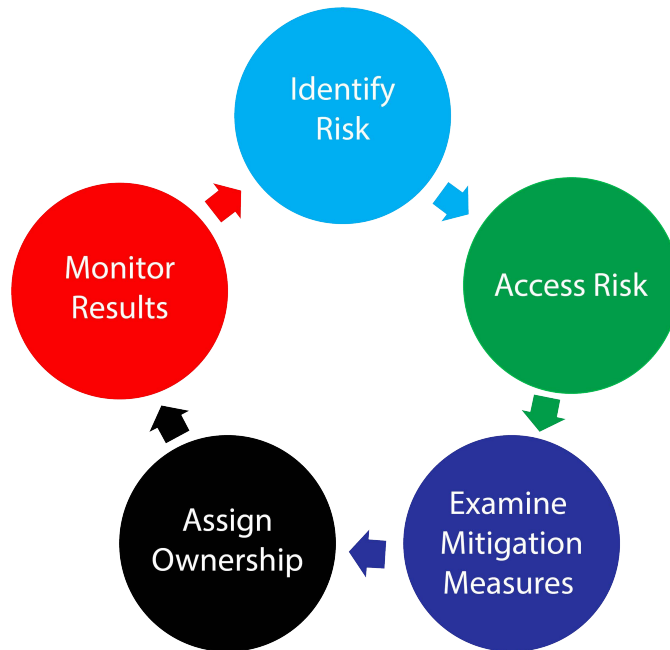 Identify
Risk
Access Risk
Examine
Mitigation
Measures
Assign
Ownership
Monitor
Results